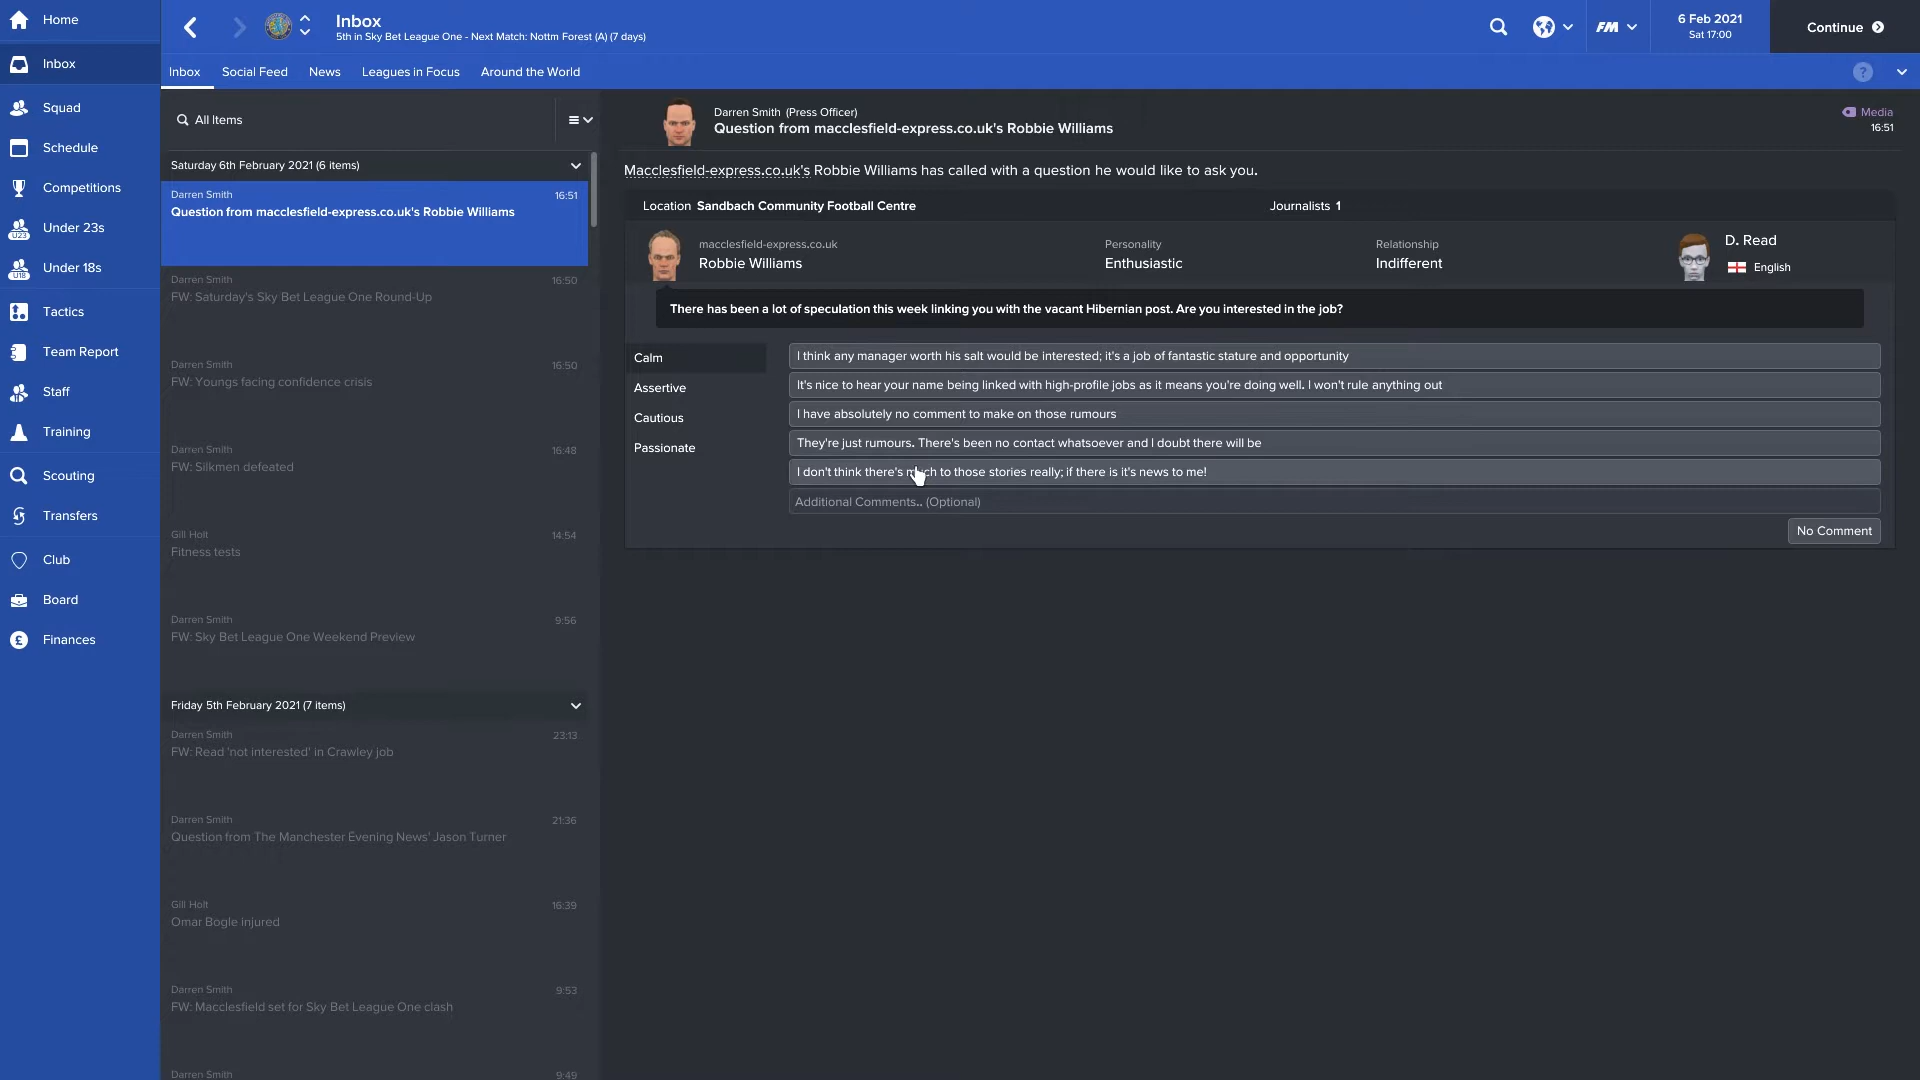 Home
Inbox
Squad
Schedule
Competitions
Under 23s
Under 18s
Tactics
Team Report
Staff
Training
Scouting
Transfers
Club
Board
Finances
Inbox
5th in Sky Bet League One - Next Match: Nottm Forest (A) (7 days)
FM
6 Feb 2021
Sat 17:00
Continue
Inbox Social Feed News Leagues in Focus Around the World
?
All Items
Saturday 6th February 2021 (6 items)
Darren Smith 16:51
Question from macclesfield-express.co.uk's Robbie Williams
Darren Smith 16:50
FW: Saturday's Sky Bet League One Round-Up
Darren Smith 16:50
FW: Youngs facing confidence crisis
Darren Smith 16:48
FW: Silkmen defeated
Gill Holt 14:54
Fitness tests
Darren Smith 9:56
FW: Sky Bet League One Weekend Preview
Friday 5th February 2021 (7 items)
Darren Smith 23:13
FW: Read 'not interested' in Crawley job
Darren Smith 21:36
Question from The Manchester Evening News' Jason Turner
Gill Holt 16:39
Omar Bogle injured
Darren Smith 9:53
FW: Macclesfield set for Sky Bet League One clash
Darren Smith 9:49
Darren Smith (Press Officer)
Question from macclesfield-express.co.uk's Robbie Williams
Media
16:51
Macclesfield-express.co.uk's Robbie Williams has called with a question he would like to ask you.
Location Sandbach Community Football Centre
Journalists 1
macclesfield-express.co.uk
Robbie Williams
Personality
Enthusiastic
Relationship
Indifferent
D. Read
English
There has been a lot of speculation this week linking you with the vacant Hibernian post. Are you interested in the job?
Calm
Assertive
Cautious
Passionate
I think any manager worth his salt would be interested; it's a job of fantastic stature and opportunity
It's nice to hear your name being linked with high-profile jobs as it means you're doing well. I won't rule anything out
I have absolutely no comment to make on those rumours
They're just rumours. There's been no contact whatsoever and I doubt there will be
I don't think there's much to those stories really; if there is it's news to me!
Additional Comments.. (Optional)
No Comment